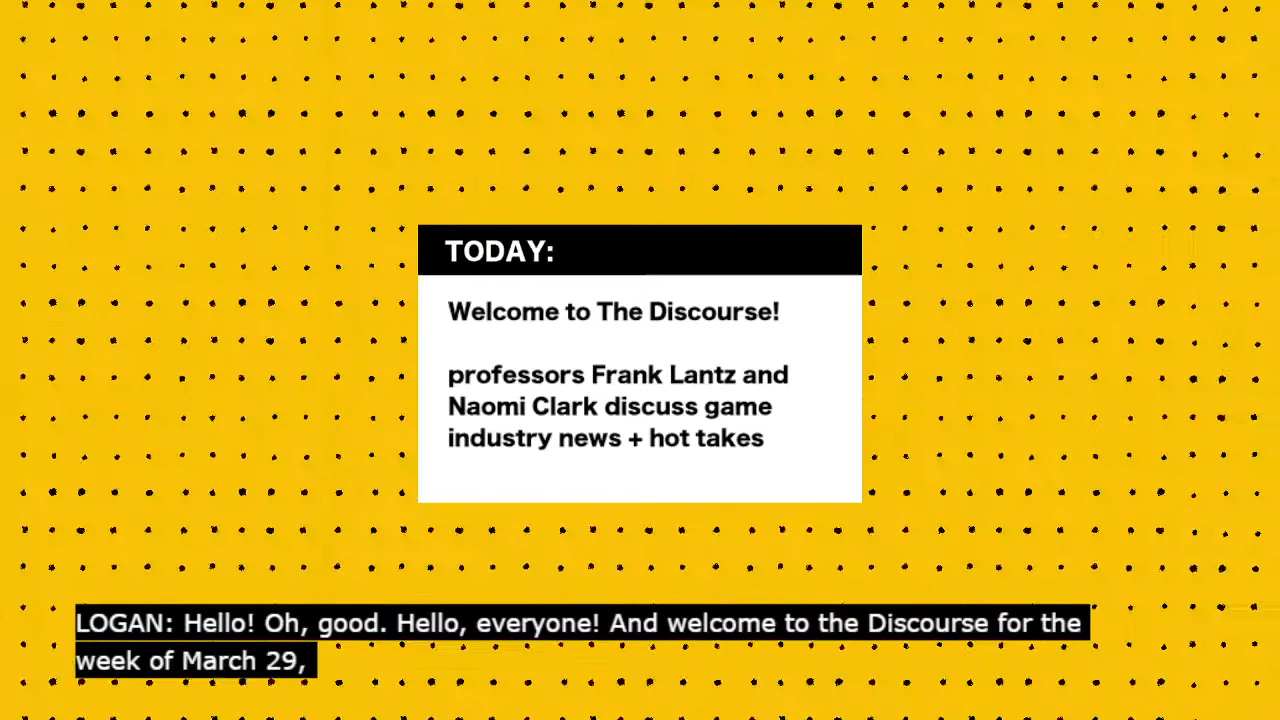 TODAY:
Welcome to The Discourse!
professors Frank Lantz and
Naomi Clark discuss game
industry news + hot takes
LOGAN: Hello! Oh, good. Hello, everyone! And welcome to the Discourse for the
week of March 29,